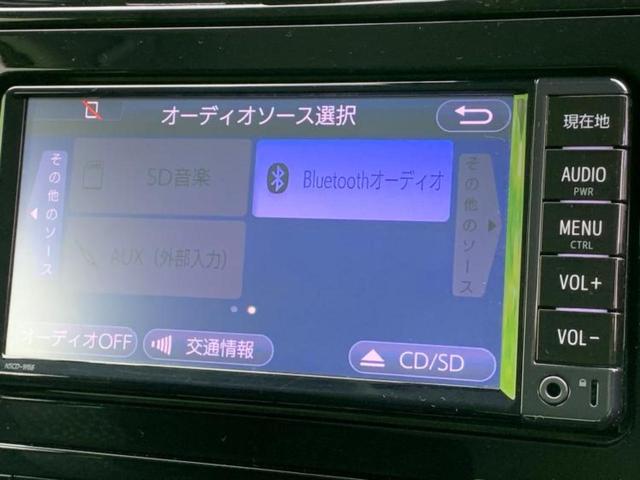 オーディオソース選択
現在地
その他のソース
SD音楽
Bluetoothオーディオ
その他のソース
AUDIO
PWR
AUX (外部入力)
MENU
CTRL
VOL+
オーディオOFF
交通情報
CD/SD
VOL-